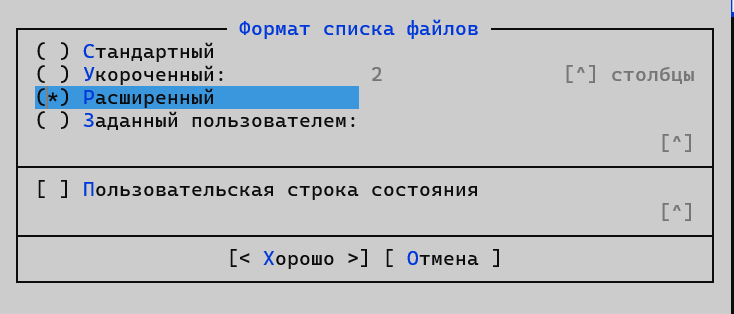 Формат списка файлов
( ) Стандартный
( ) Укороченный: 2 [^] столбцы
(*) Расширенный
( ) Заданный пользователем:
[^]
[ ] Пользовательская строка состояния
[^]
[< Хорошо >] [ Отмена ]